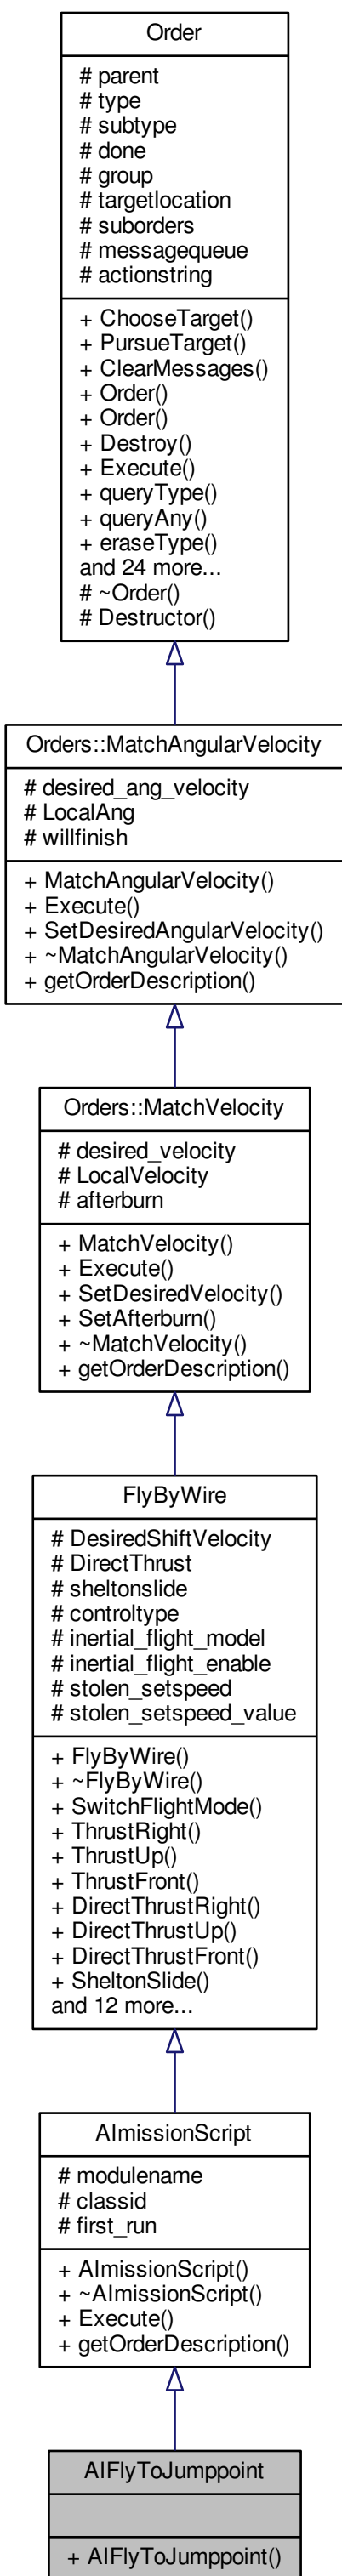 Order
# parent
# type
# subtype
# done
# group
# targetlocation
# suborders
# messagequeue
# actionstring
+ ChooseTarget()
+ PursueTarget()
+ ClearMessages()
+ Order()
+ Order()
+ Destroy()
+ Execute()
+ queryType()
+ queryAny()
+ eraseType()
and 24 more...
# ~Order()
# Destructor()
Orders::MatchAngularVelocity
# desired_ang_velocity
# LocalAng
# willfinish
+ MatchAngularVelocity()
+ Execute()
+ SetDesiredAngularVelocity()
+ ~MatchAngularVelocity()
+ getOrderDescription()
Orders::MatchVelocity
# desired_velocity
# LocalVelocity
# afterburn
+ MatchVelocity()
+ Execute()
+ SetDesiredVelocity()
+ SetAfterburn()
+ ~MatchVelocity()
+ getOrderDescription()
FlyByWire
# DesiredShiftVelocity
# DirectThrust
# sheltonslide
# controltype
# inertial_flight_model
# inertial_flight_enable
# stolen_setspeed
# stolen_setspeed_value
+ FlyByWire()
+ ~FlyByWire()
+ SwitchFlightMode()
+ ThrustRight()
+ ThrustUp()
+ ThrustFront()
+ DirectThrustRight()
+ DirectThrustUp()
+ DirectThrustFront()
+ SheltonSlide()
and 12 more...
AImissionScript
# modulename
# classid
# first_run
+ AImissionScript()
+ ~AImissionScript()
+ Execute()
+ getOrderDescription()
AIFlyToJumppoint
+ AIFlyToJumppoint()